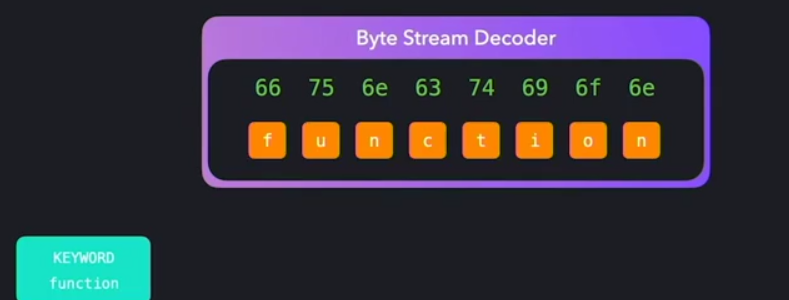 Byte Stream Decoder
66 75 6e 63 74 69 6f 6e
f u n c t i o n
KEYWORD
function